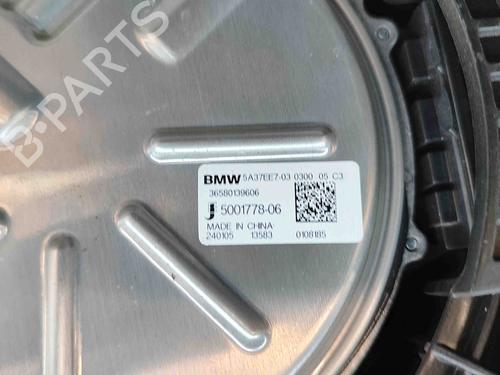 B-PARTS
BMW 5A37EE7-03 0300 05 C3
36580139606
J 5001778-06
MADE IN CHINA
240105 13583 0108185